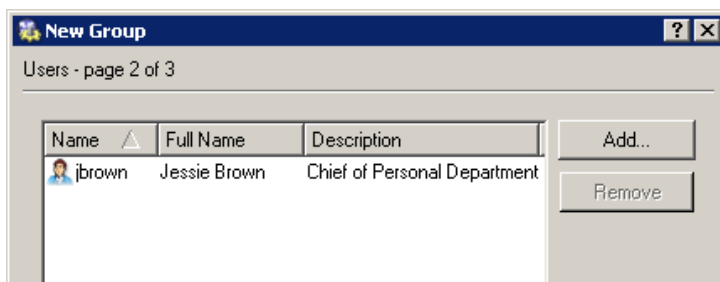 New Group
Users - page 2 of 3
Name Full Name Description
jbrown Jessie Brown Chief of Personal Department
Add...
Remove